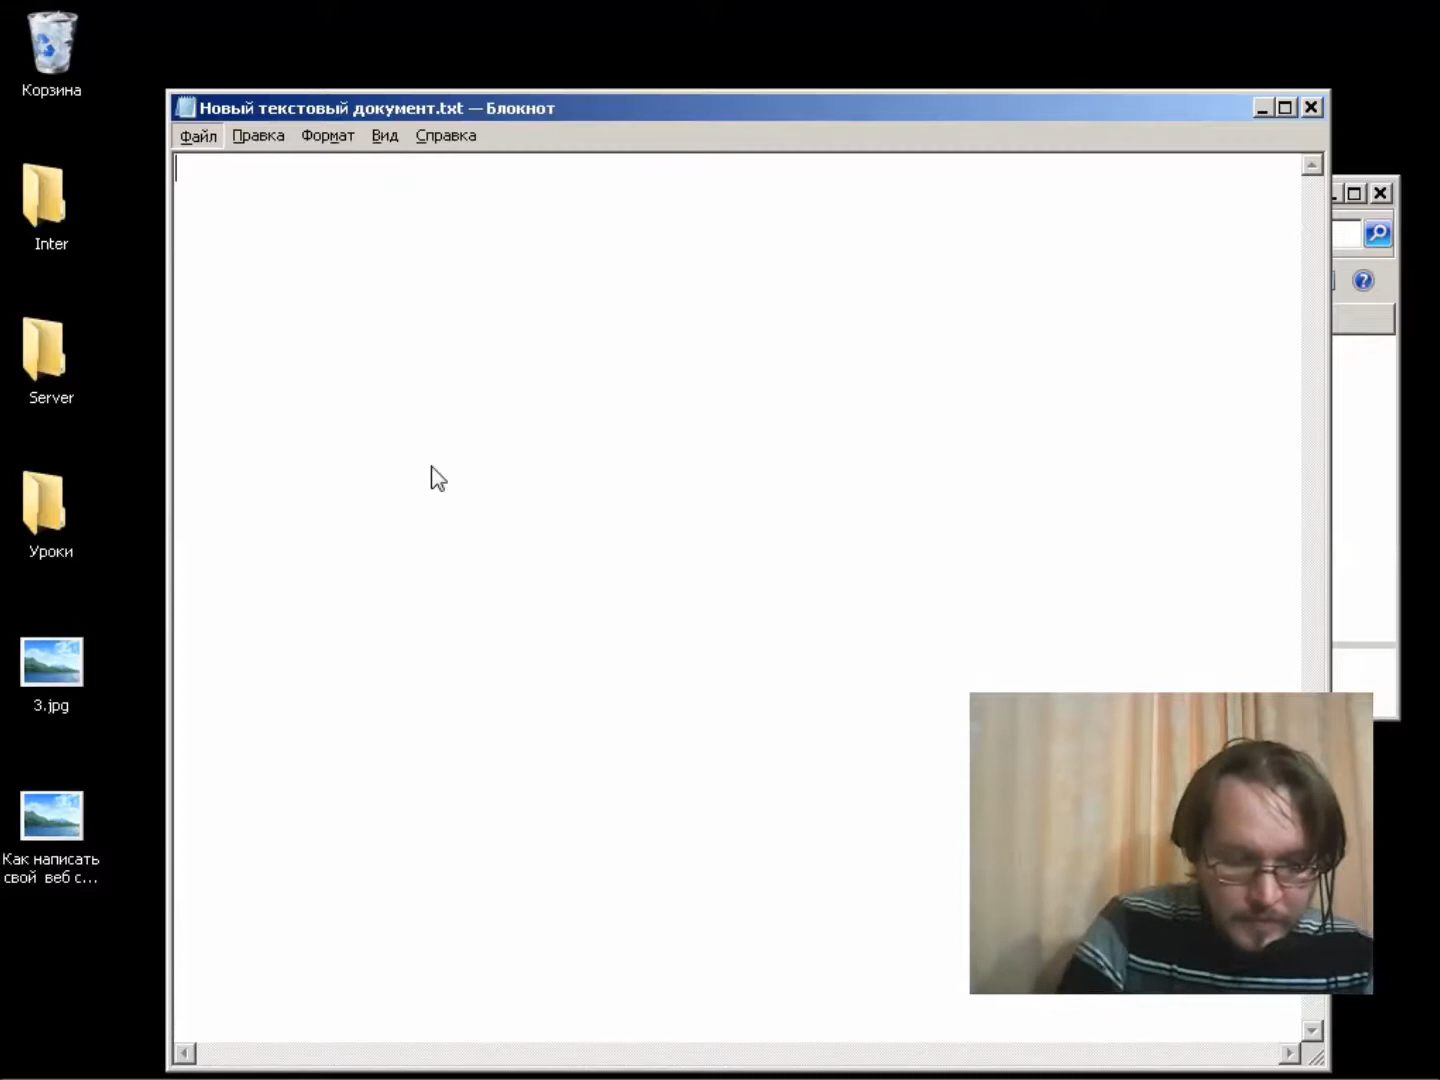 Корзина
Inter
Server
Уроки
3.jpg
Как написать
свой веб с...
Новый текстовый документ.txt — Блокнот
Файл Правка Формат Вид Справка